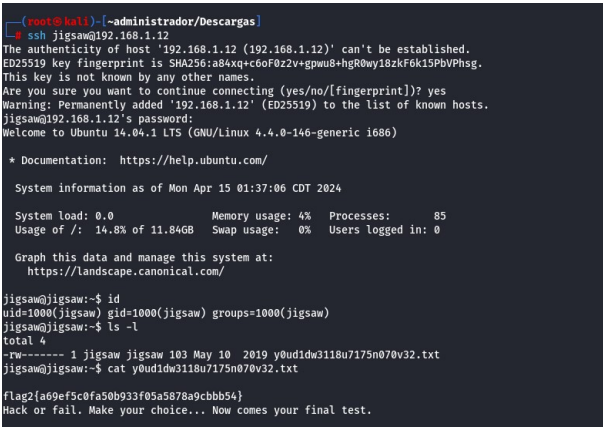 ┌──(root㉿kali)-[~administrador/Descargas]
└─# ssh jigsaw@192.168.1.12
The authenticity of host '192.168.1.12 (192.168.1.12)' can't be established.
ED25519 key fingerprint is SHA256:a84xq+c6oF0z2v+gpwu8+hgR0wy18zkF6k15PbVPhsg.
This key is not known by any other names.
Are you sure you want to continue connecting (yes/no/[fingerprint])? yes
Warning: Permanently added '192.168.1.12' (ED25519) to the list of known hosts.
jigsaw@192.168.1.12's password:
Welcome to Ubuntu 14.04.1 LTS (GNU/Linux 4.4.0-146-generic i686)
* Documentation:  https://help.ubuntu.com/
System information as of Mon Apr 15 01:37:06 CDT 2024
System load: 0.0 Memory usage: 4% Processes: 85
Usage of /: 14.8% of 11.84GB Swap usage: 0% Users logged in: 0
Graph this data and manage this system at:
https://landscape.canonical.com/
jigsaw@jigsaw:~$ id
uid=1000(jigsaw) gid=1000(jigsaw) groups=1000(jigsaw)
jigsaw@jigsaw:~$ ls -l
total 4
-rw------- 1 jigsaw jigsaw 103 May 10  2019 y0ud1dw3118u7175n070v32.txt
jigsaw@jigsaw:~$ cat y0ud1dw3118u7175n070v32.txt
flag2{a69ef5c0fa50b933f05a5878a9cbbb54}
Hack or fail. Make your choice... Now comes your final test.